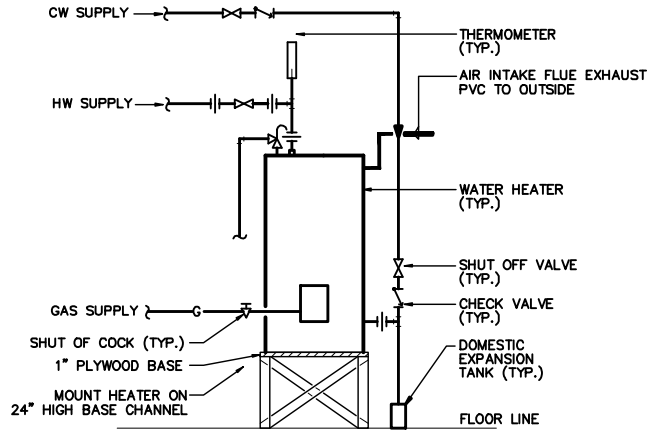 CW SUPPLY
THERMOMETER
(TYP.)
AIR INTAKE FLUE EXHAUST
PVC TO OUTSIDE
HW SUPPLY
WATER HEATER
(TYP.)
SHUT OFF VALVE
(TYP.)
GAS SUPPLY
G
CHECK VALVE
(TYP.)
SHUT OF COCK (TYP.)
1" PLYWOOD BASE
DOMESTIC
EXPANSION
TANK (TYP.)
MOUNT HEATER ON
24" HIGH BASE CHANNEL
FLOOR LINE